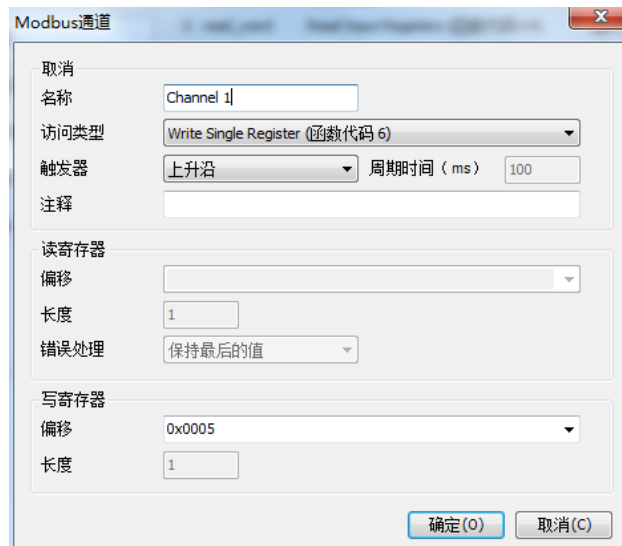 Modbus通道
取消
名称 Channel 1
访问类型 Write Single Register (函数代码 6)
触发器 上升沿 周期时间（ms） 100
注释
读寄存器
偏移
长度 1
错误处理 保持最后的值
写寄存器
偏移 0x0005
长度 1
确定(O) 取消(C)